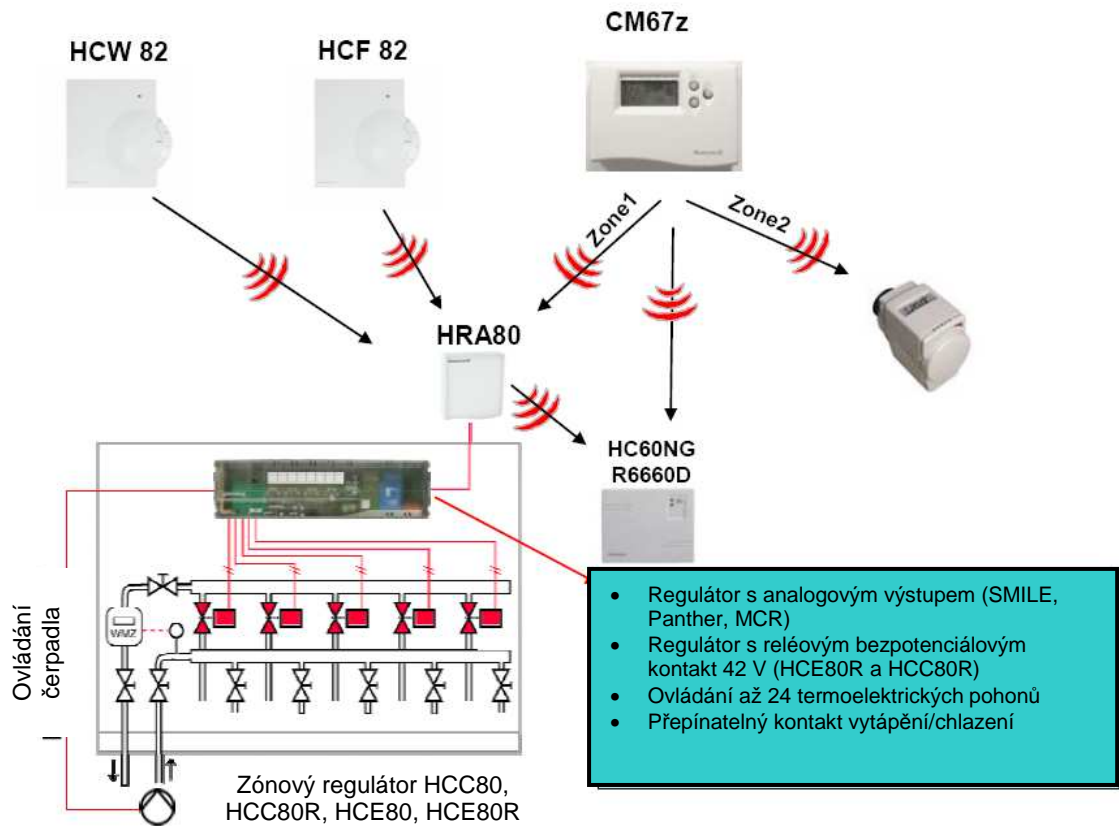 CM67z
HCW 82
HCF 82
Zone1
Zone2
HRA80
HC60NG
R6660D
WMZ
Ovládání
čerpadla
Zónový regulátor HCC80,
HCC80R, HCE80, HCE80R
• Regulátor s analogovým výstupem (SMILE,
Panther, MCR)
• Regulátor s reléovým bezpotenciálovým
kontakt 42 V (HCE80R a HCC80R)
• Ovládání až 24 termoelektrických pohonů
• Přepínatelný kontakt vytápění/chlazení